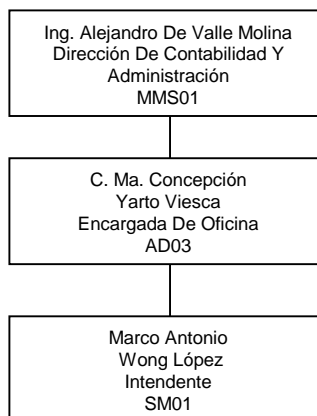 Ing. Alejandro De Valle Molina
Dirección De Contabilidad Y
Administración
MMS01
C. Ma. Concepción
Yarto Viesca
Encargada De Oficina
AD03
Marco Antonio
Wong López
Intendente
SM01